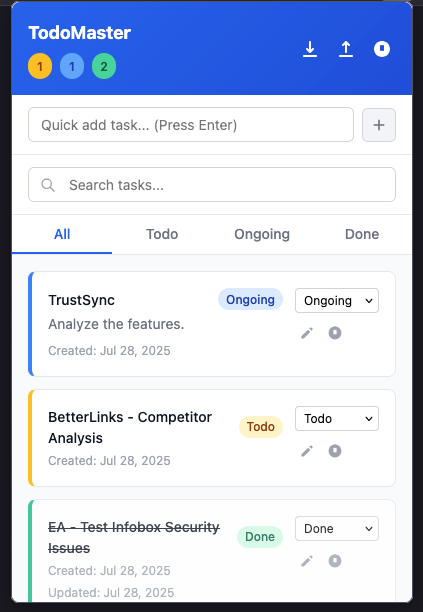 TodoMaster
1 1 2
Quick add task... (Press Enter)
Search tasks...
All Todo Ongoing Done
TrustSync Ongoing Ongoing
Analyze the features.
Created: Jul 28, 2025
BetterLinks - Competitor
Analysis
Todo Todo
Created: Jul 28, 2025
EA - Test Infobox Security
Issues
Done Done
Created: Jul 28, 2025
Updated: Jul 28, 2025